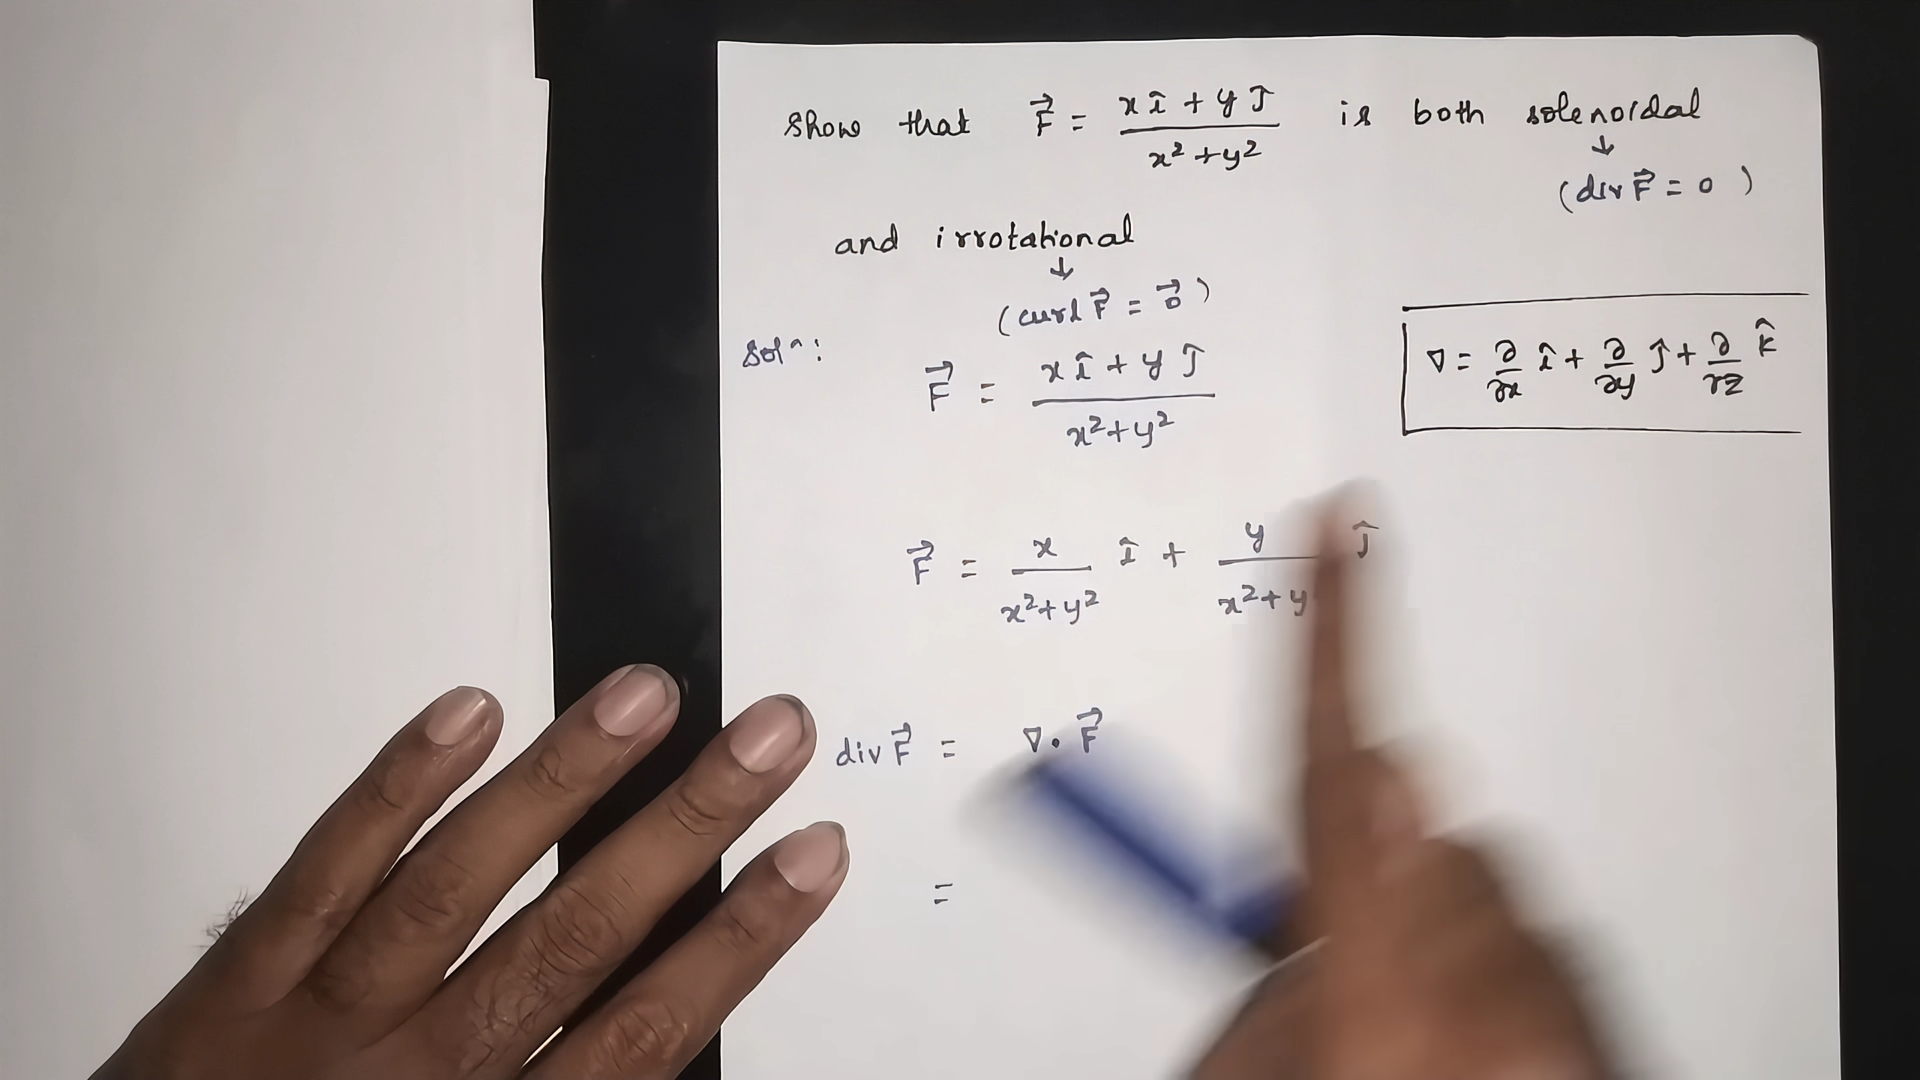 show that F⃗ = (x î + y ĵ) / (x² + y²) is both solenoidal
↓
(div F⃗ = 0)
and irrotational
↓
(curl F⃗ = 0⃗)
∇ = ∂/∂x î + ∂/∂y ĵ + ∂/∂z k̂
Solⁿ:
F⃗ = (x î + y ĵ) / (x² + y²)
F⃗ = x / (x² + y²) î + y / (x² + y ĵ
div F⃗ = ∇ · F⃗
=